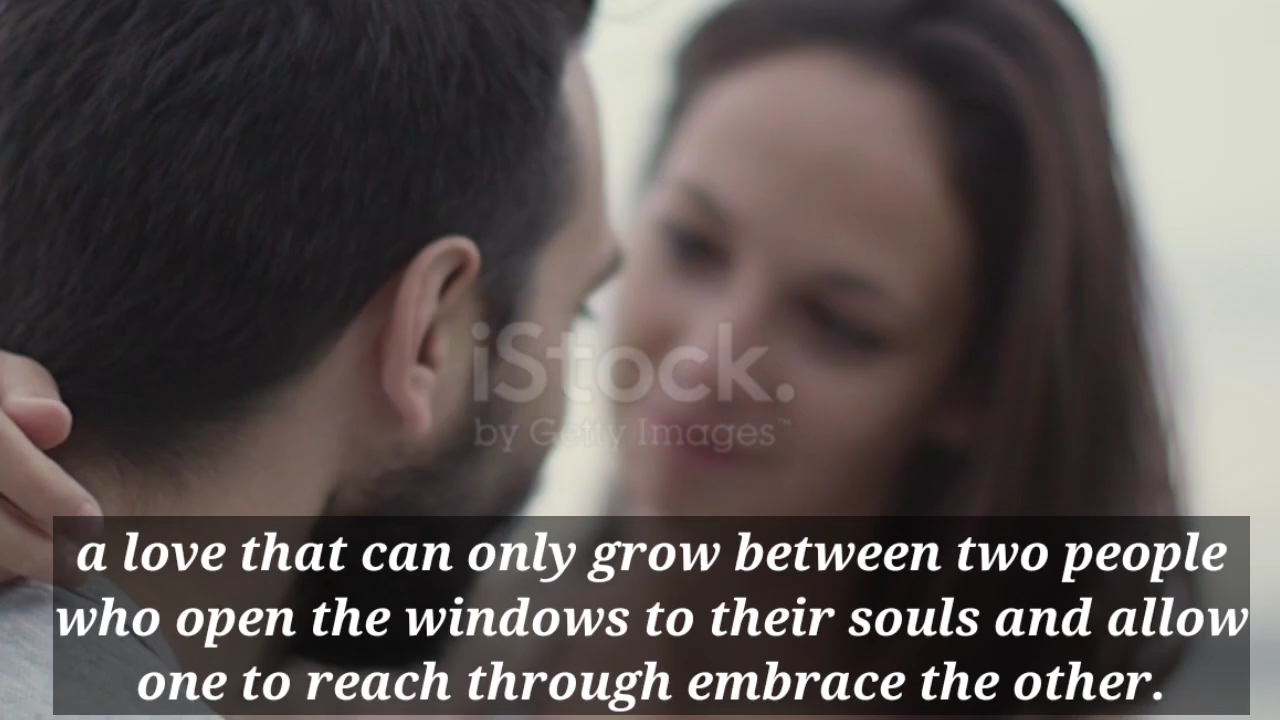 iStock.
by Getty Images™
a love that can only grow between two people
who open the windows to their souls and allow
one to reach through embrace the other.